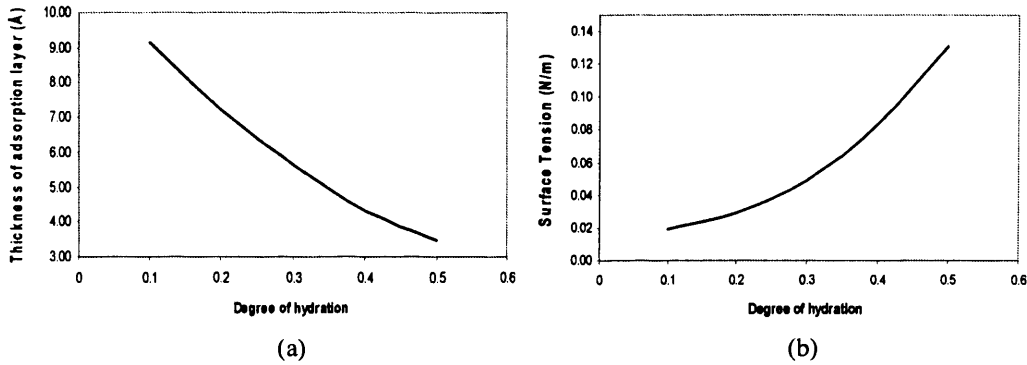 Thickness of adsorption layer (Å)
10.00
9.00
8.00
7.00
6.00
5.00
4.00
3.00
0 0.1 0.2 0.3 0.4 0.5 0.6
Degree of hydration
(a)
Surface Tension (N/m)
0.14
0.12
0.10
0.08
0.06
0.04
0.02
0.00
0 0.1 0.2 0.3 0.4 0.5 0.6
Degree of hydration
(b)